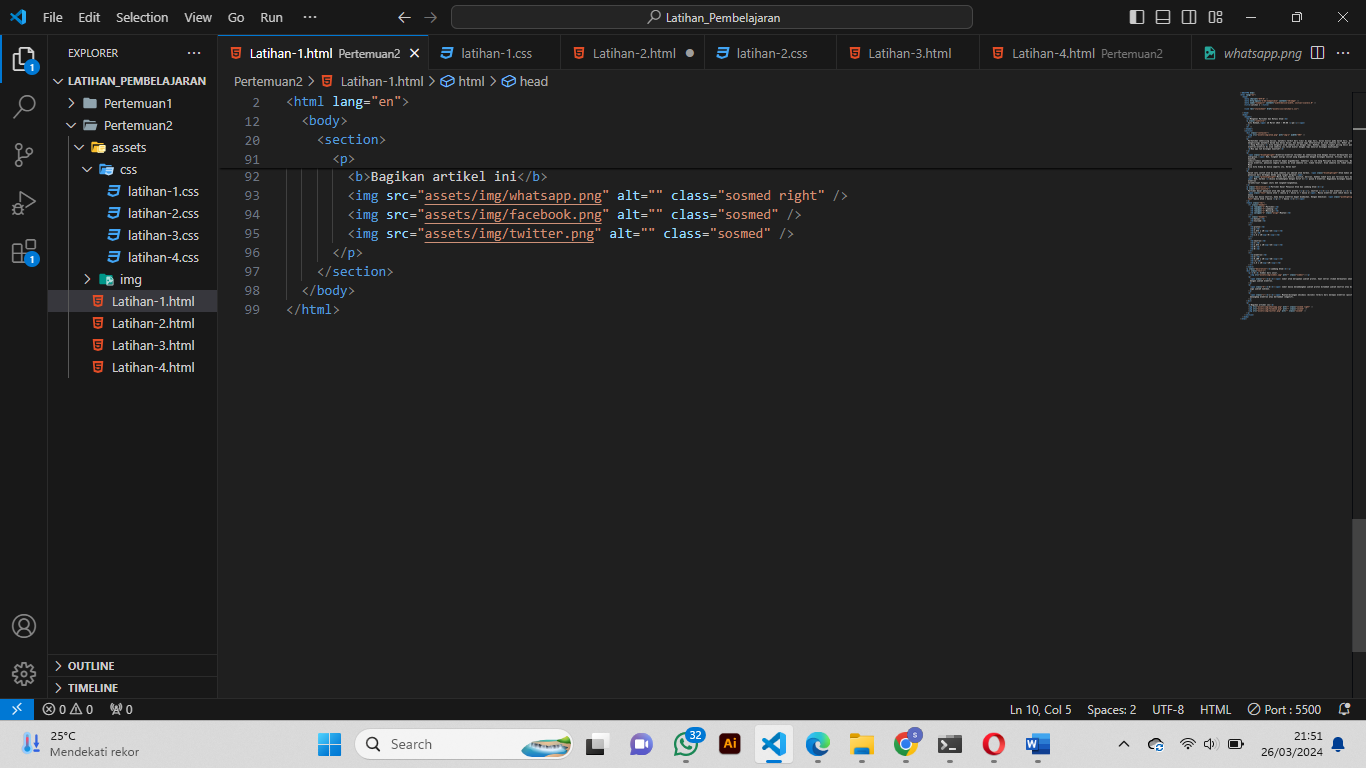 File Edit Selection View Go Run ···
Latihan_Pembelajaran
EXPLORER
LATIHAN_PEMBELAJARAN
Pertemuan1
Pertemuan2
assets
css
latihan-1.css
latihan-2.css
latihan-3.css
latihan-4.css
img
Latihan-1.html
Latihan-2.html
Latihan-3.html
Latihan-4.html
OUTLINE
TIMELINE
1
1
Latihan-1.html Pertemuan2 latihan-1.css Latihan-2.html latihan-2.css Latihan-3.html Latihan-4.html Pertemuan2 whatsapp.png
Pertemuan2 > Latihan-1.html > html > head
2 <html lang="en">
12 <body>
20 <section>
91 <p>
92 <b>Bagikan artikel ini</b>
93 <img src="assets/img/whatsapp.png" alt="" class="sosmed right" />
94 <img src="assets/img/facebook.png" alt="" class="sosmed" />
95 <img src="assets/img/twitter.png" alt="" class="sosmed" />
96 </p>
97 </section>
98 </body>
99 </html>
0 0 0 Ln 10, Col 5 Spaces: 2 UTF-8 HTML Port : 5500
25°C
Mendekati rekor
Search
32
Ai
S
21:51
26/03/2024